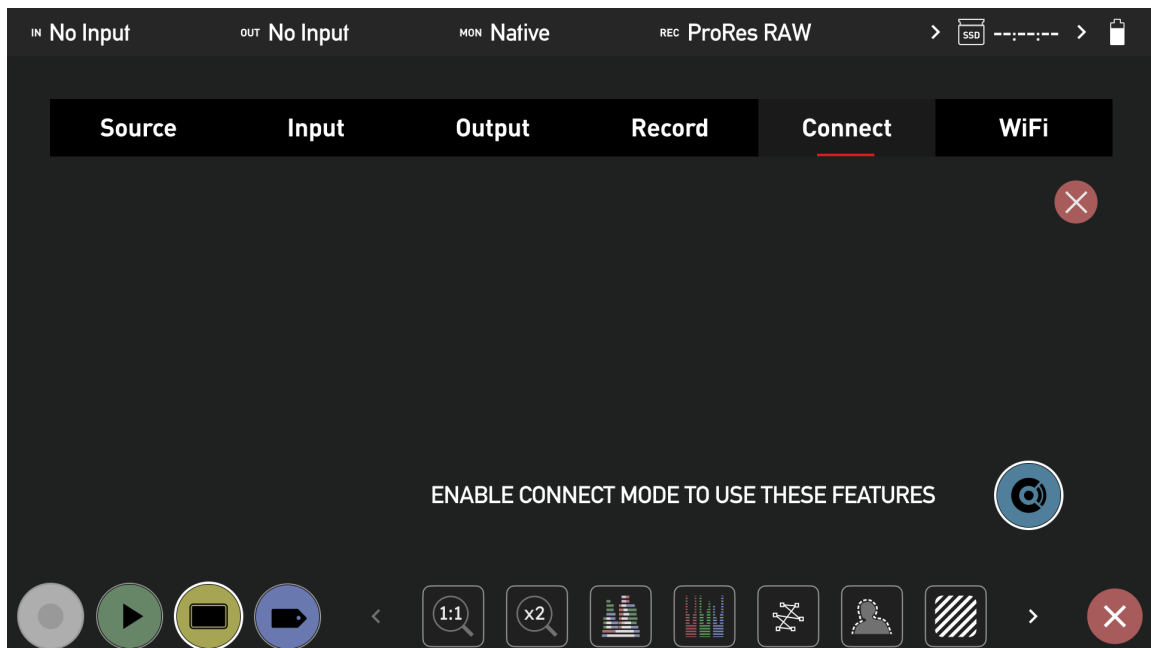 IN No Input OUT No Input MON Native REC ProRes RAW > SSD --:--:-- >
Source Input Output Record Connect WiFi
ENABLE CONNECT MODE TO USE THESE FEATURES
1:1 x2